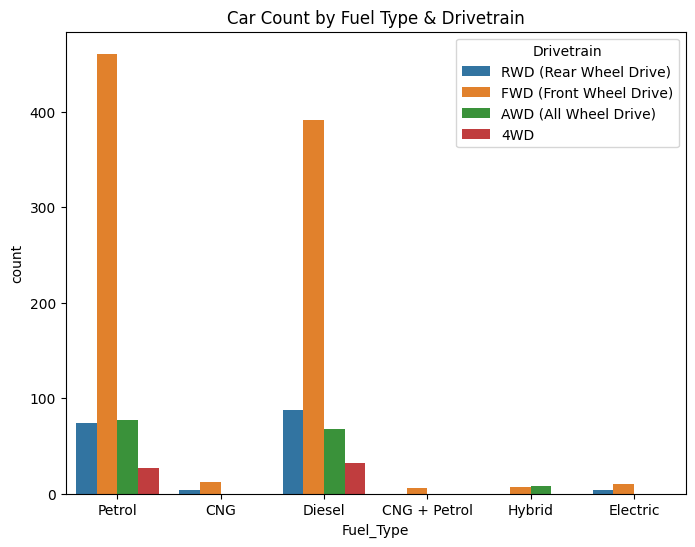 Car Count by Fuel Type & Drivetrain
Drivetrain
RWD (Rear Wheel Drive)
FWD (Front Wheel Drive)
AWD (All Wheel Drive)
4WD
count
400
300
200
100
0
Petrol
CNG
Diesel
CNG + Petrol
Hybrid
Electric
Fuel_Type